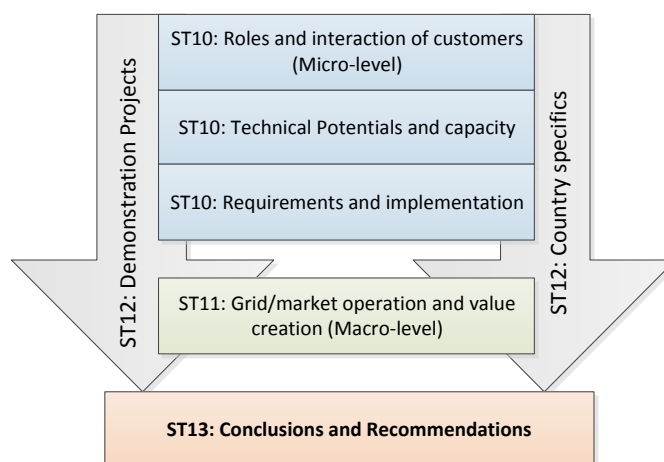 ST10: Roles and interaction of customers
(Micro-level)
ST10: Technical Potentials and capacity
ST10: Requirements and implementation
ST12: Demonstration Projects
ST12: Country specifics
ST11: Grid/market operation and value
creation (Macro-level)
ST13: Conclusions and Recommendations